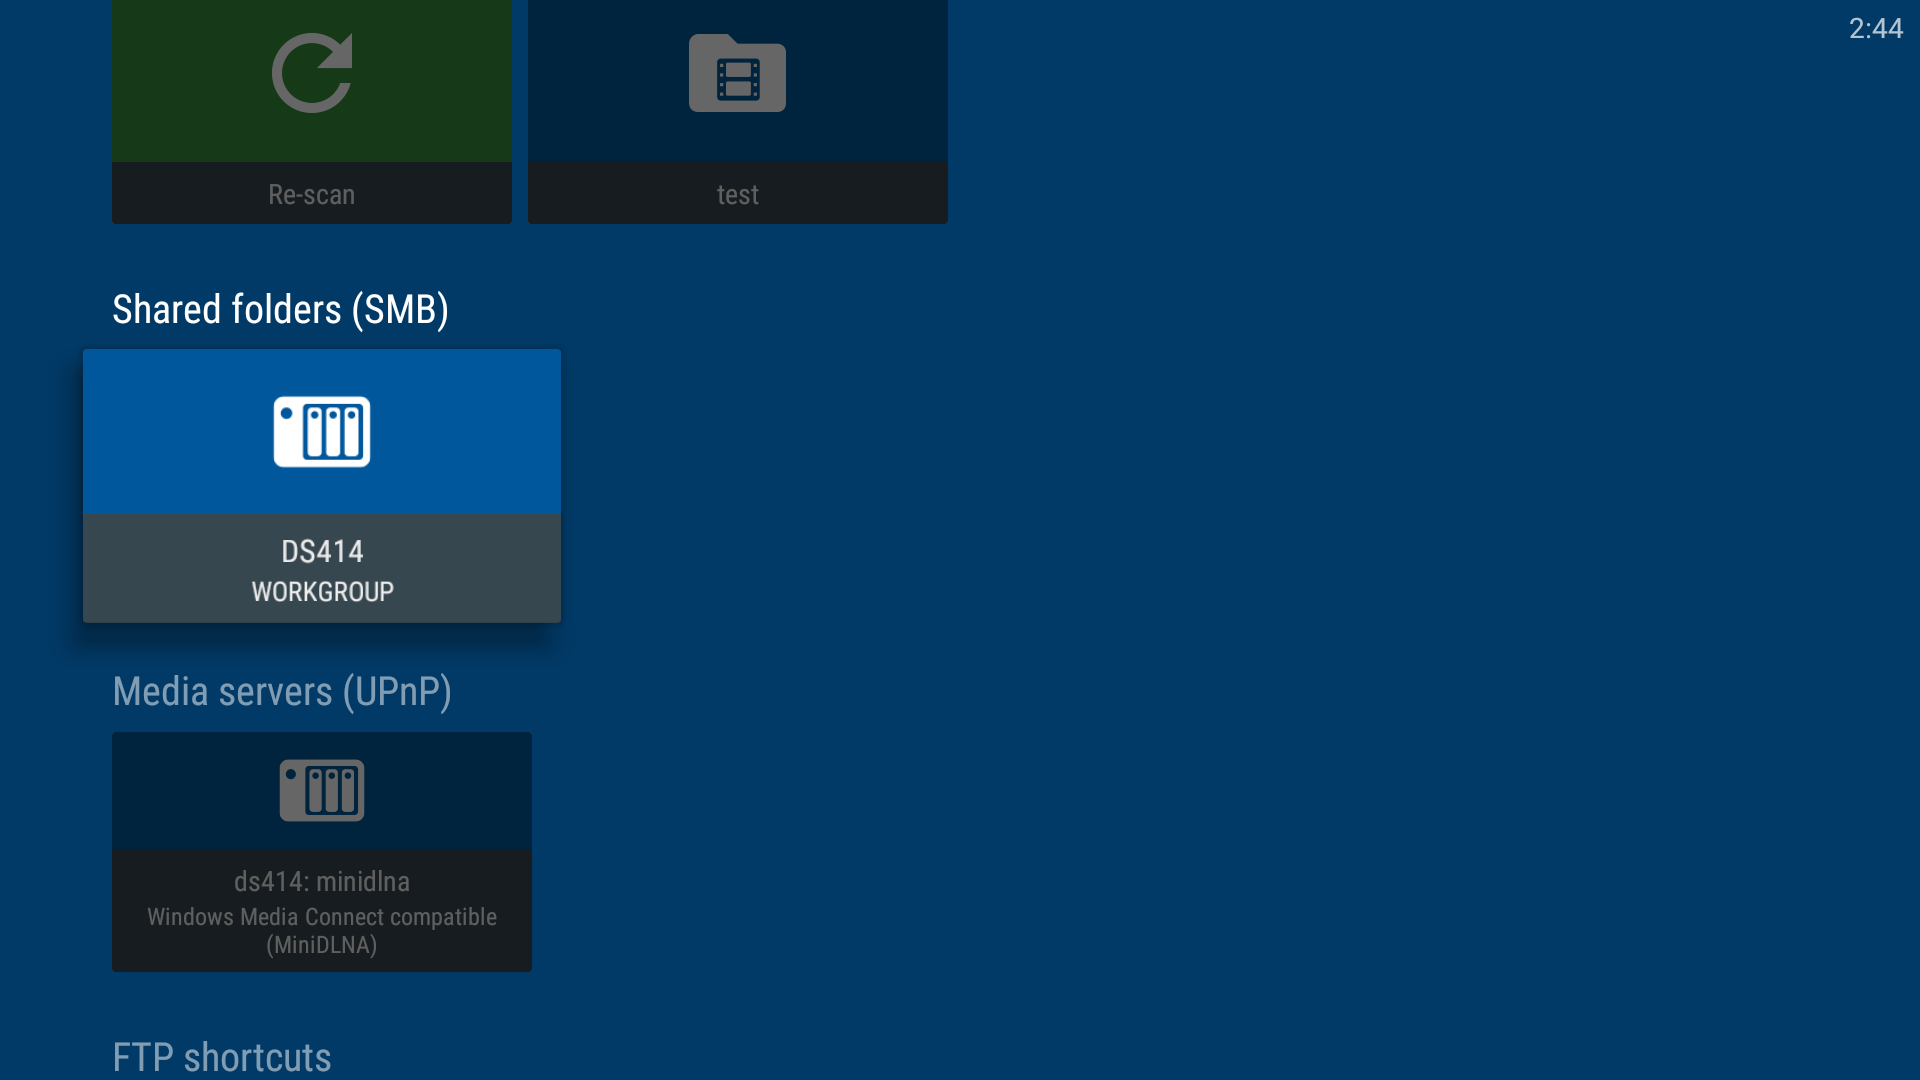 2:44
Re-scan
test
Shared folders (SMB)
DS414
WORKGROUP
Media servers (UPnP)
ds414: minidlna
Windows Media Connect compatible
(MiniDLNA)
FTP shortcuts